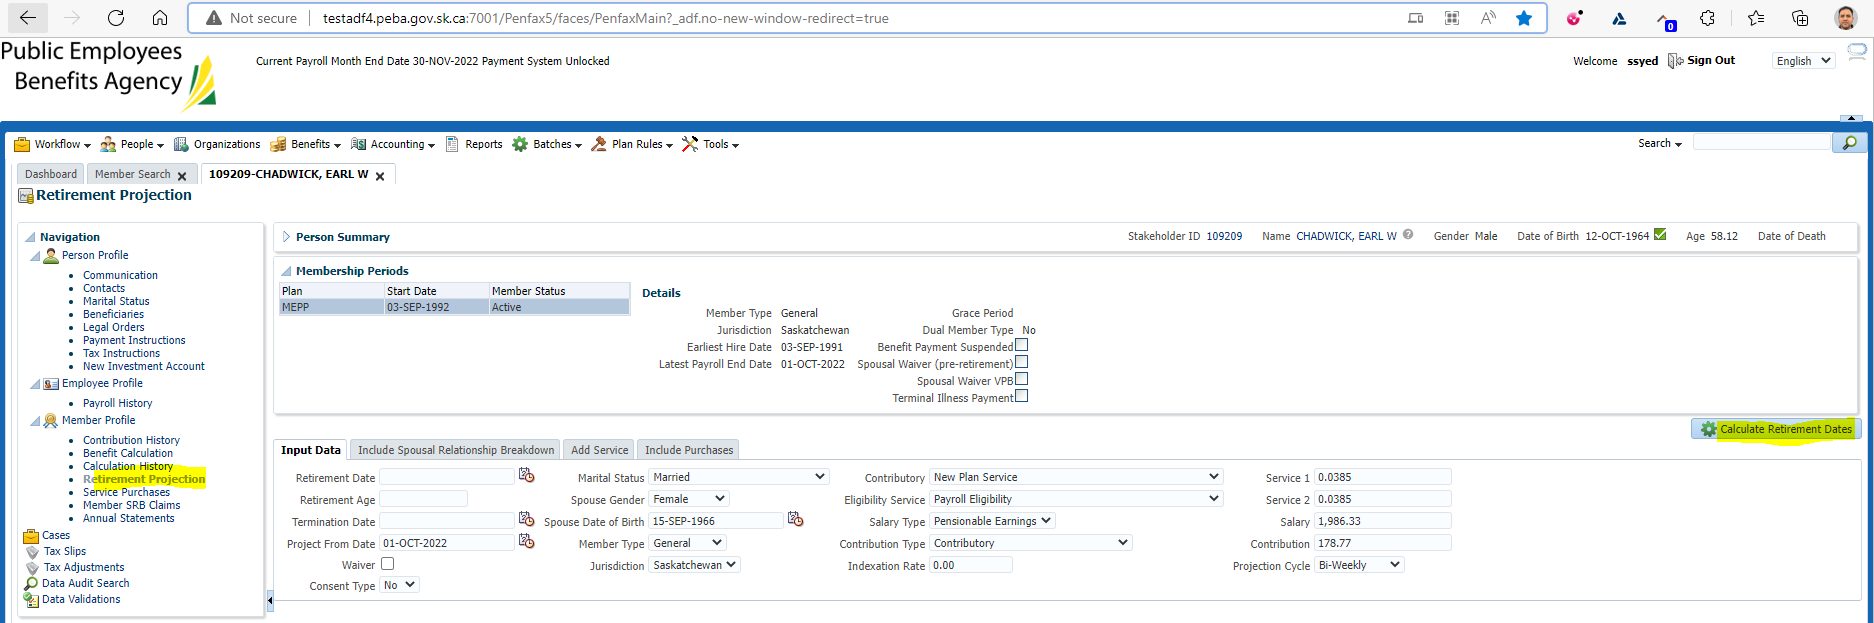 Not secure | testadf4.peba.gov.sk.ca:7001/Penfax5/faces/PenfaxMain?_adf.no-new-window-redirect=true
0
Public Employees
Benefits Agency
Current Payroll Month End Date 30-NOV-2022 Payment System Unlocked
Welcome ssyed Sign Out English
Workflow People Organizations Benefits Accounting Reports Batches Plan Rules Tools Search
Dashboard Member Search 109209-CHADWICK, EARL W
Retirement Projection
Navigation
Person Profile
Communication
Contacts
Marital Status
Beneficiaries
Legal Orders
Payment Instructions
Tax Instructions
New Investment Account
Employee Profile
Payroll History
Member Profile
Contribution History
Benefit Calculation
Calculation History
Retirement Projection
Service Purchases
Member SRB Claims
Annual Statements
Cases
Tax Slips
Tax Adjustments
Data Audit Search
Data Validations
Person Summary Stakeholder ID 109209 Name CHADWICK, EARL W Gender Male Date of Birth 12-OCT-1964 Age 58.12 Date of Death
Membership Periods
Plan Start Date Member Status
MEPP 03-SEP-1992 Active
Details
Member Type General Grace Period
Jurisdiction Saskatchewan Dual Member Type No
Earliest Hire Date 03-SEP-1991 Benefit Payment Suspended
Latest Payroll End Date 01-OCT-2022 Spousal Waiver (pre-retirement)
Spousal Waiver VPB
Terminal Illness Payment
Calculate Retirement Dates
Input Data Include Spousal Relationship Breakdown Add Service Include Purchases
Retirement Date Marital Status Married Contributory New Plan Service Service 1 0.0385
Retirement Age Spouse Gender Female Eligibility Service Payroll Eligibility Service 2 0.0385
Termination Date Spouse Date of Birth 15-SEP-1966 Salary Type Pensionable Earnings Salary 1,986.33
Project From Date 01-OCT-2022 Member Type General Contribution Type Contributory Contribution 178.77
Waiver Jurisdiction Saskatchewan Indexation Rate 0.00 Projection Cycle Bi-Weekly
Consent Type No